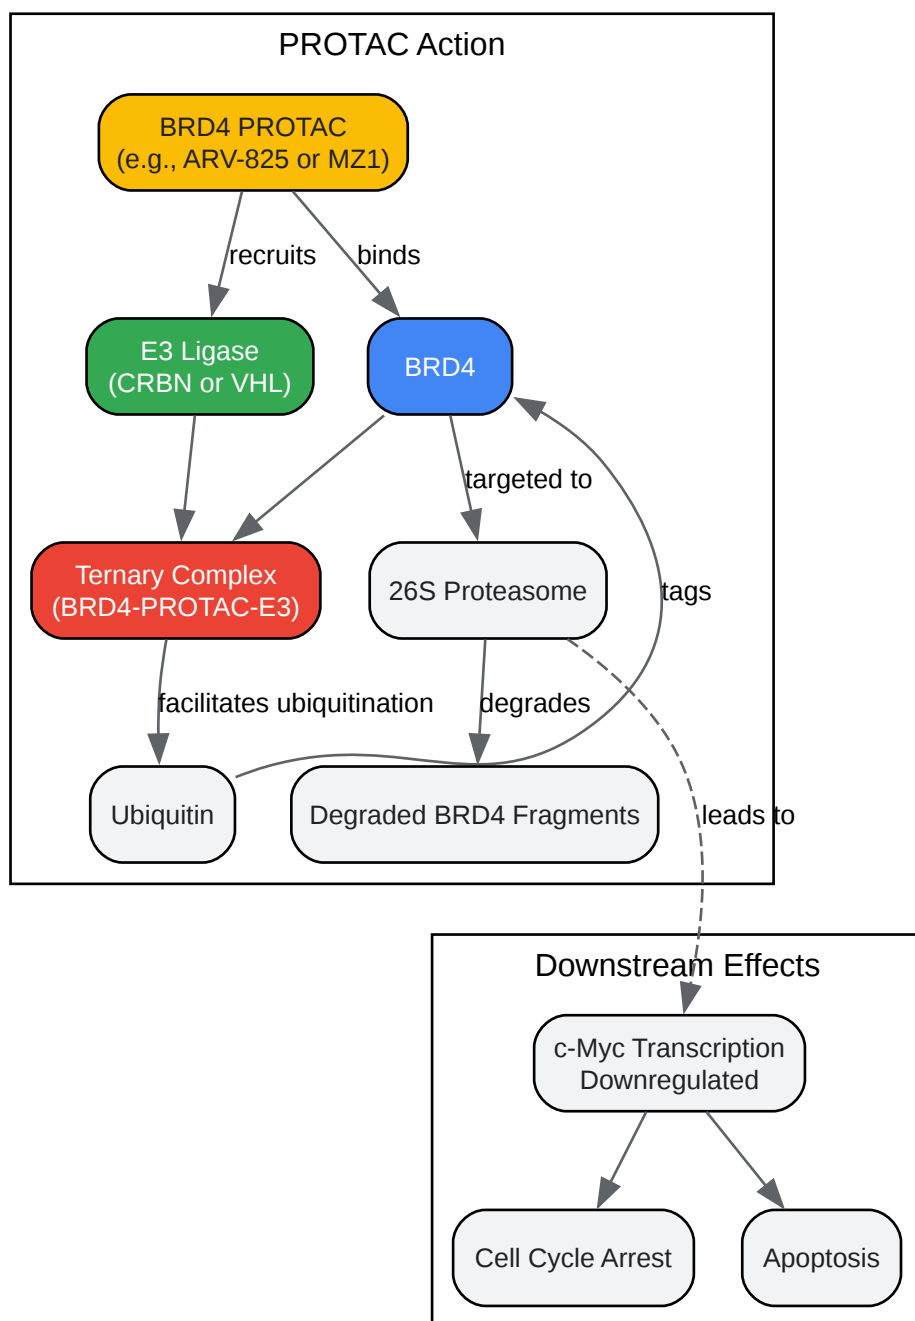 PROTAC Action
BRD4 PROTAC
(e.g., ARV-825 or MZ1)
recruits
binds
E3 Ligase
(CRBN or VHL)
BRD4
targeted to
Ternary Complex
(BRD4-PROTAC-E3)
26S Proteasome
tags
facilitates ubiquitination
degrades
Ubiquitin
Degraded BRD4 Fragments
leads to
Downstream Effects
c-Myc Transcription
Downregulated
Cell Cycle Arrest
Apoptosis